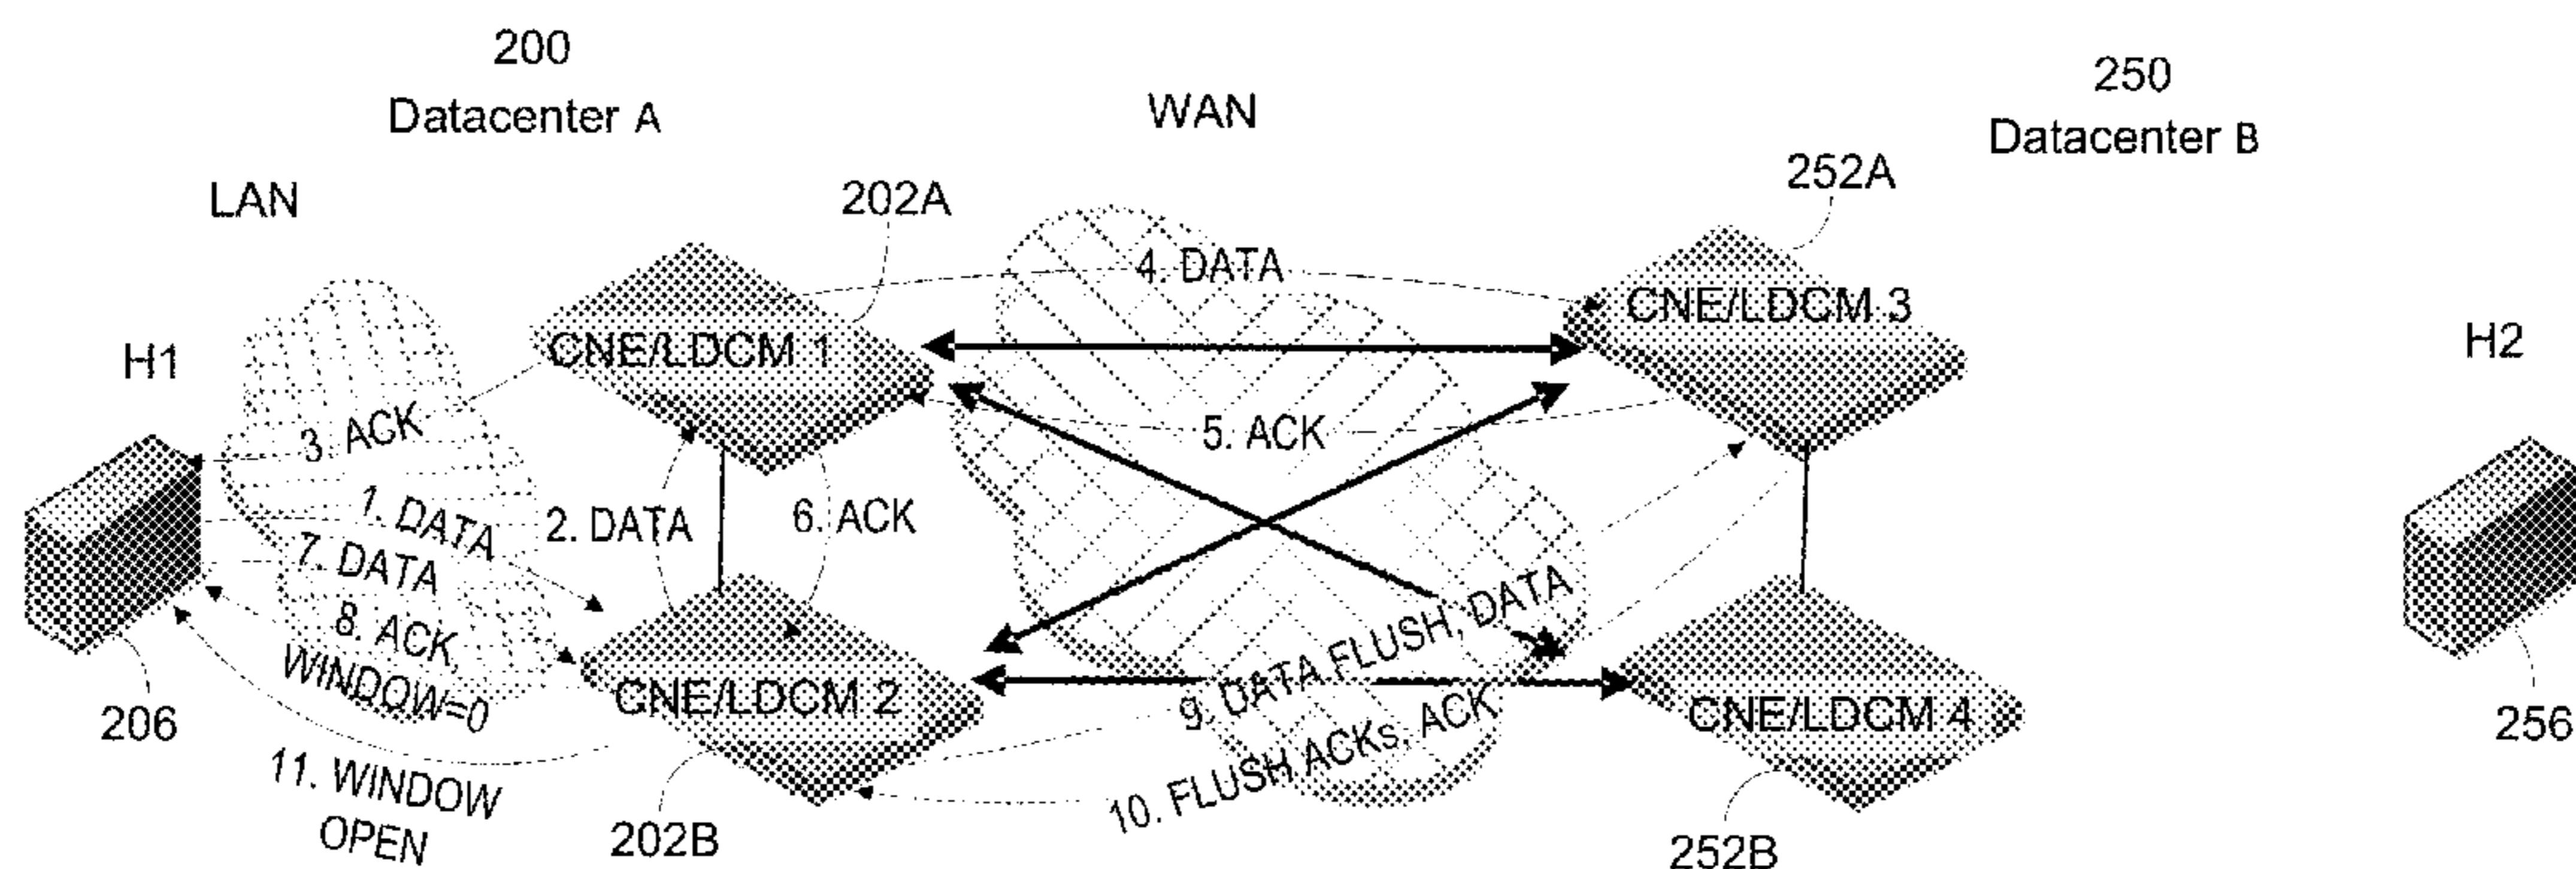 200
Datacenter A
WAN
250
Datacenter B
LAN
202A
252A
4. DATA
CNE/LDCM 3
H1
CNE/LDCM 1
H2
3. ACK
5. ACK
1. DATA
2. DATA
6. ACK
7. DATA
8. ACK,
WINDOW=0
9. DATA FLUSH, DATA
CNE/LDCM 2
CNE/LDCM 4
206
10. FLUSH ACKs, ACK
256
11. WINDOW
OPEN
202B
252B